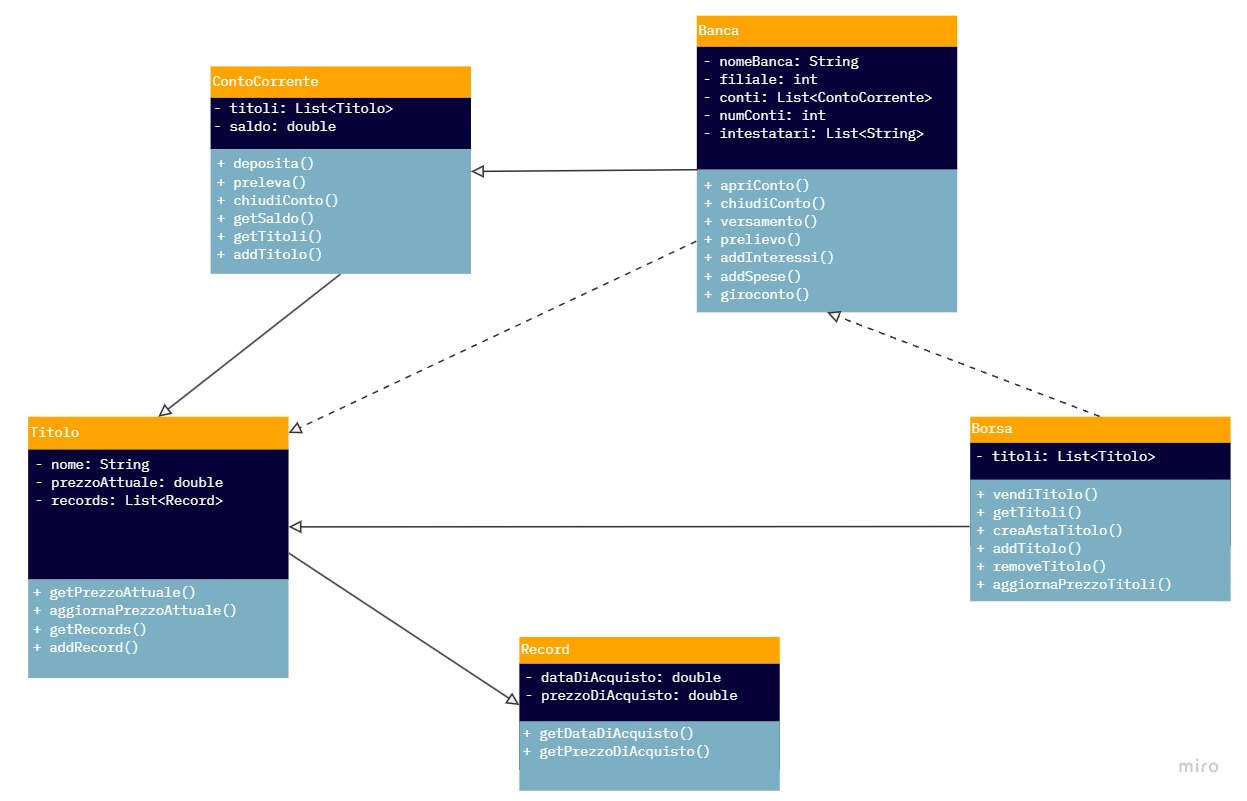 Banca
- nomeBanca: String
- filiale: int
- conti: List<ContoCorrente>
- numConti: int
- intestatari: List<String>
+ apriConto()
+ chiudiConto()
+ versamento()
+ prelievo()
+ addInteressi()
+ addSpese()
+ giroconto()
ContoCorrente
- titoli: List<Titolo>
- saldo: double
+ deposita()
+ preleva()
+ chiudiConto()
+ getSaldo()
+ getTitoli()
+ addTitolo()
Titolo
- nome: String
- prezzoAttuale: double
- records: List<Record>
+ getPrezzoAttuale()
+ aggiornaPrezzoAttuale()
+ getRecords()
+ addRecord()
Borsa
- titoli: List<Titolo>
+ vendiTitolo()
+ getTitoli()
+ creaAstaTitolo()
+ addTitolo()
+ removeTitolo()
+ aggiornaPrezzoTitoli()
Record
- dataDiAcquisto: double
- prezzoDiAcquisto: double
+ getDataDiAcquisto()
+ getPrezzoDiAcquisto()
miro